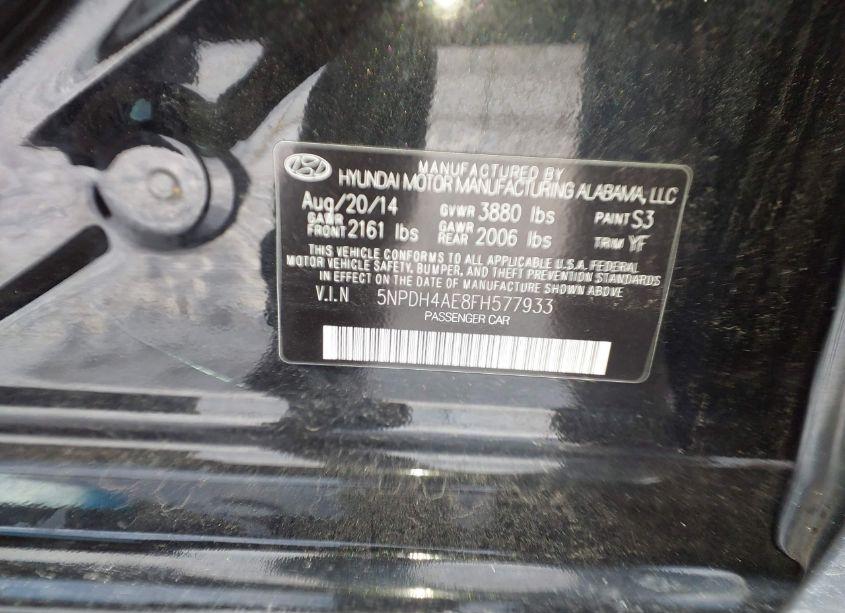 MANUFACTURED BY
HYUNDAI MOTOR MANUFACTURING ALABAMA, LLC
Aug/20/14 GVWR 3880 lbs PAINT S3
GAWR FRONT 2161 lbs GAWR REAR 2006 lbs TRIM YF
THIS VEHICLE CONFORMS TO ALL APPLICABLE U.S.A. FEDERAL
MOTOR VEHICLE SAFETY, BUMPER, AND THEFT PREVENTION STANDARDS
IN EFFECT ON THE DATE OF MANUFACTURE SHOWN ABOVE
V.I.N 5NPDH4AE8FH577933
PASSENGER CAR